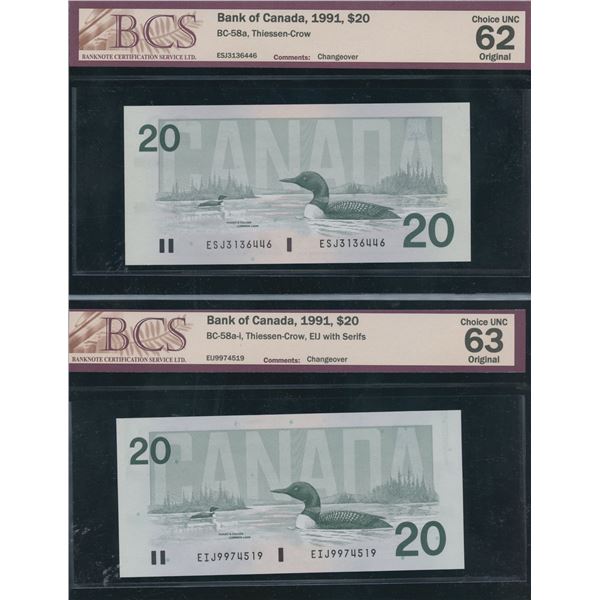 BCS
BANKNOTE CERTIFICATION SERVICE LTD.
Bank of Canada, 1991, $20
BC-58a, Thiessen-Crow
ESJ3136446 Comments: Changeover
Choice UNC
62
Original
CANADA
20
ESJ3136446 ESJ3136446
20
BCS
BANKNOTE CERTIFICATION SERVICE LTD.
Bank of Canada, 1991, $20
BC-58a-i, Thiessen-Crow, EIJ with Serifs
EIJ9974519 Comments: Changeover
Choice UNC
63
Original
CANADA
20
EIJ9974519 EIJ9974519
20